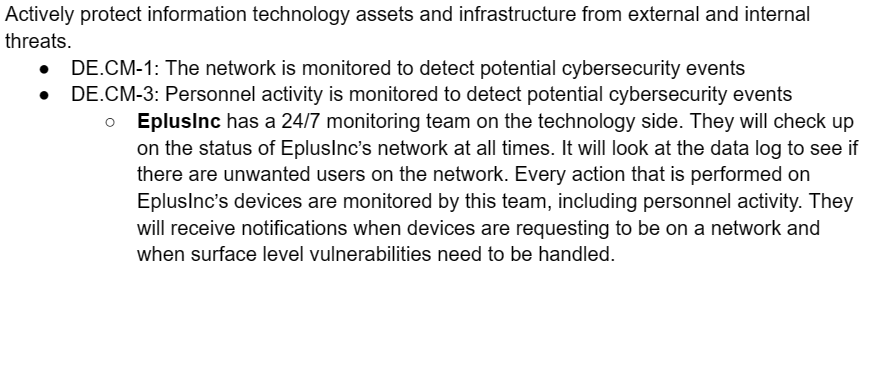 Actively protect information technology assets and infrastructure from external and internal
threats.
● DE.CM-1: The network is monitored to detect potential cybersecurity events
● DE.CM-3: Personnel activity is monitored to detect potential cybersecurity events
○ EplusInc has a 24/7 monitoring team on the technology side. They will check up
on the status of EplusInc’s network at all times. It will look at the data log to see if
there are unwanted users on the network. Every action that is performed on
EplusInc’s devices are monitored by this team, including personnel activity. They
will receive notifications when devices are requesting to be on a network and
when surface level vulnerabilities need to be handled.